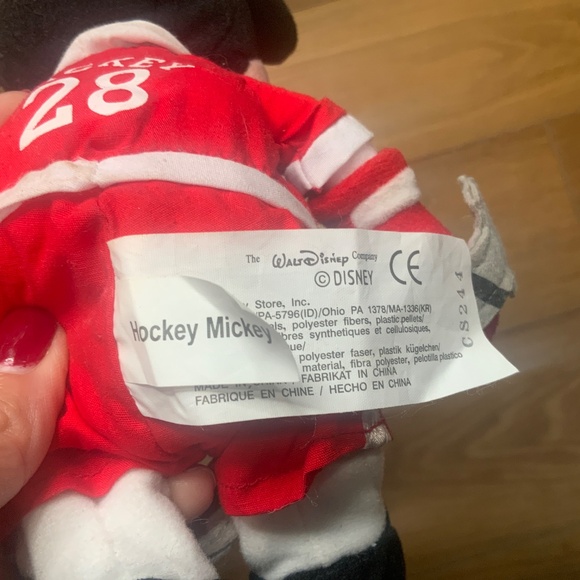 28
The WALT DISNEP Company
© DISNEY CE
Store, Inc.
/PA-5796(ID)/Ohio PA 1378/MA-1336(KR)
Hockey Mickey
polyester fibers, plastic pellets/
synthetiques et cellulosiques,
polyester faser, plastik kügelchen/
material, fibra polyester, pelotilla plastico
FABRIKAT IN CHINA
FABRIQUE EN CHINE / HECHO EN CHINA
CS244